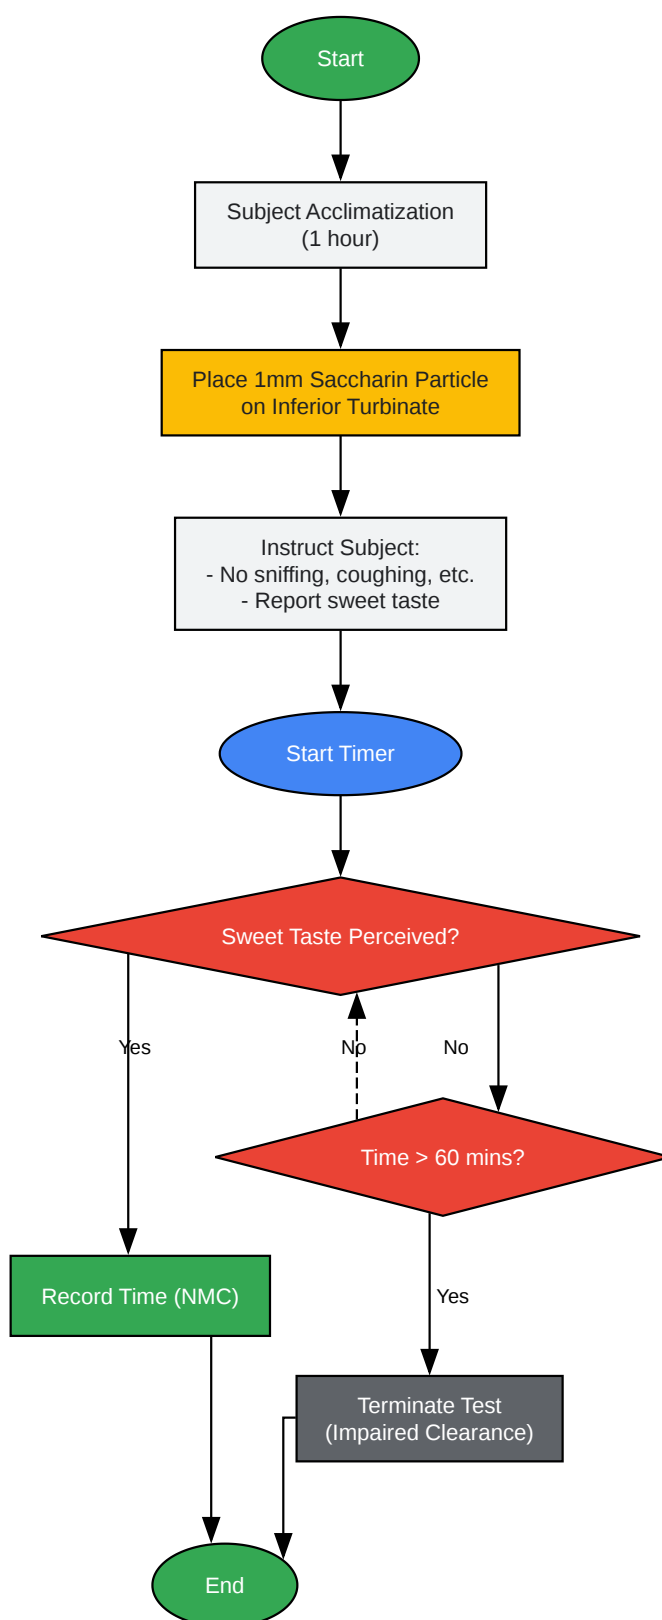 Start
Subject Acclimatization
(1 hour)
Place 1mm Saccharin Particle
on Inferior Turbinate
Instruct Subject:
- No sniffing, coughing, etc.
- Report sweet taste
Start Timer
Sweet Taste Perceived?
Yes
No
No
Time > 60 mins?
Record Time (NMC)
Yes
Terminate Test
(Impaired Clearance)
End